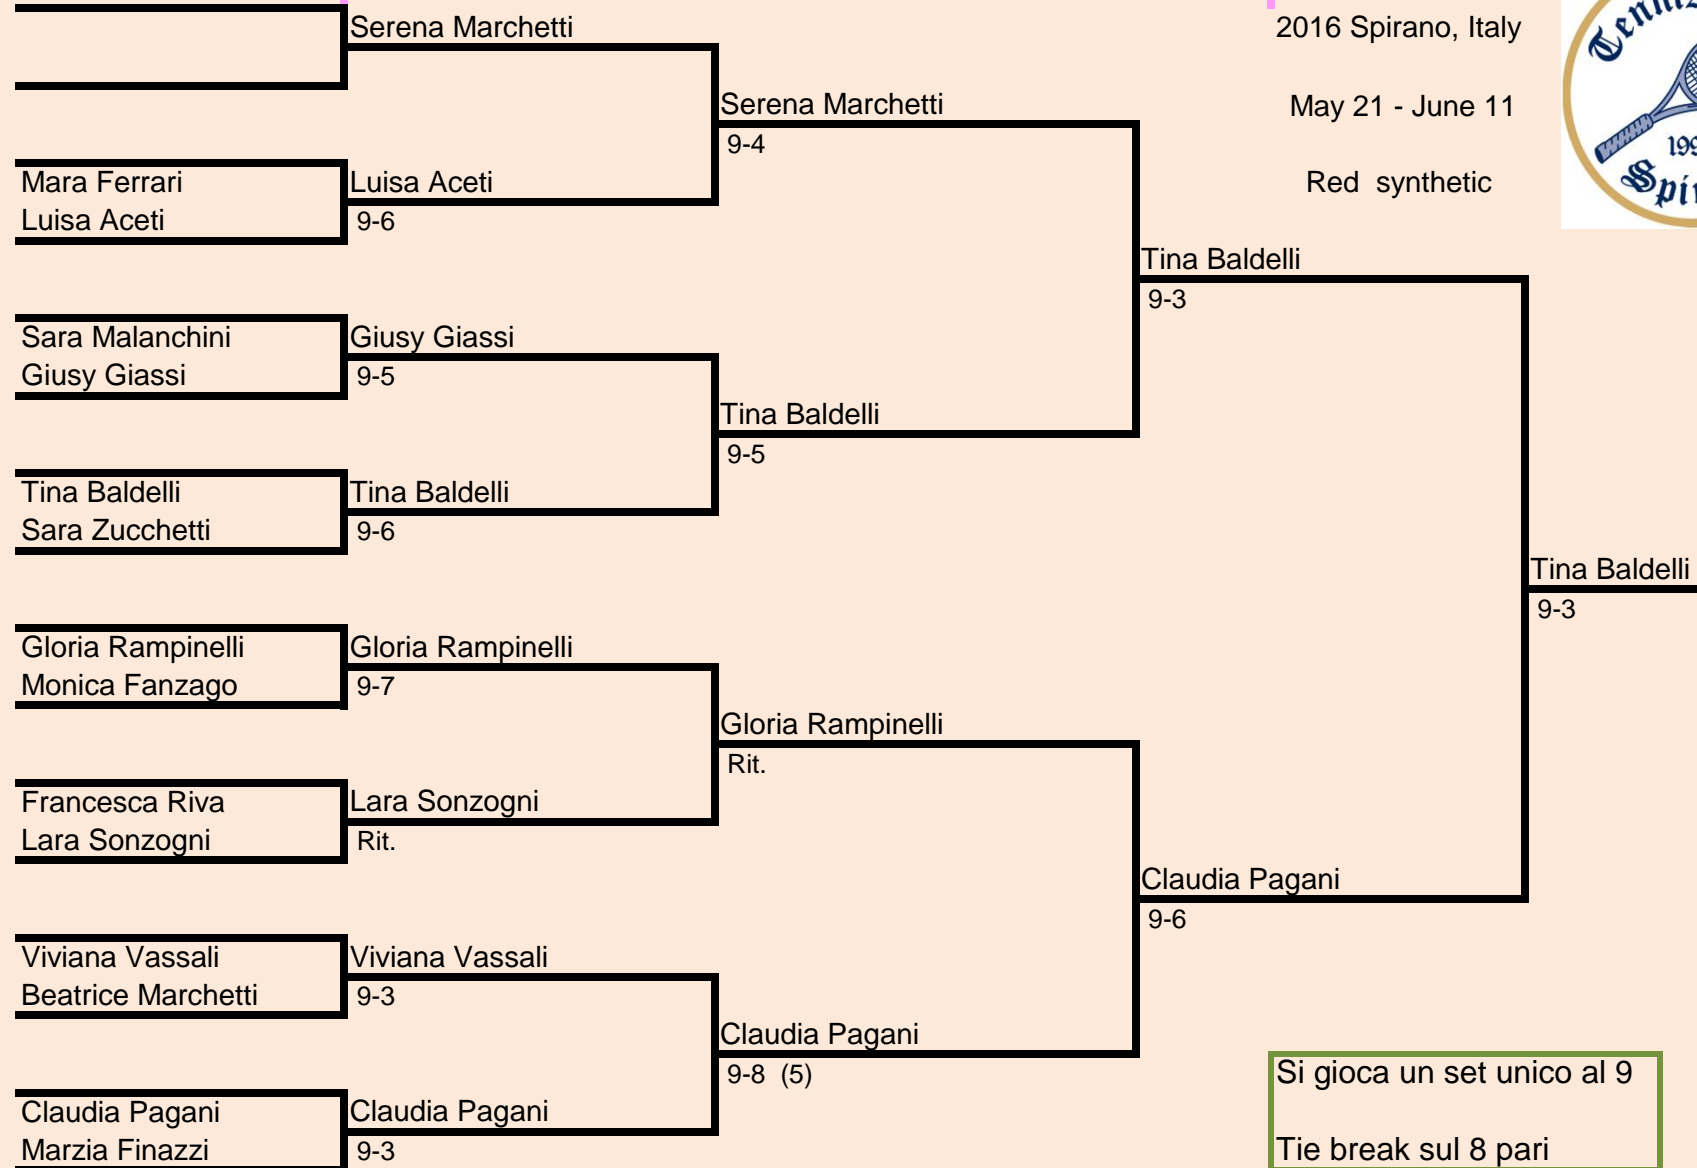 Serena Marchetti
2016 Spirano, Italy
Serena Marchetti
9-4
May 21 - June 11
Mara Ferrari
Luisa Aceti
Luisa Aceti
9-6
Red synthetic
Tina Baldelli
9-3
Sara Malanchini
Giusy Giassi
Giusy Giassi
9-5
Tina Baldelli
9-5
Tina Baldelli
Sara Zucchetti
Tina Baldelli
9-6
Tina Baldelli
9-3
Gloria Rampinelli
Monica Fanzago
Gloria Rampinelli
9-7
Gloria Rampinelli
Rit.
Francesca Riva
Lara Sonzogni
Lara Sonzogni
Rit.
Claudia Pagani
9-6
Viviana Vassali
Beatrice Marchetti
Viviana Vassali
9-3
Claudia Pagani
9-8 (5)
Claudia Pagani
Marzia Finazzi
Claudia Pagani
9-3
Si gioca un set unico al 9
Tie break sul 8 pari